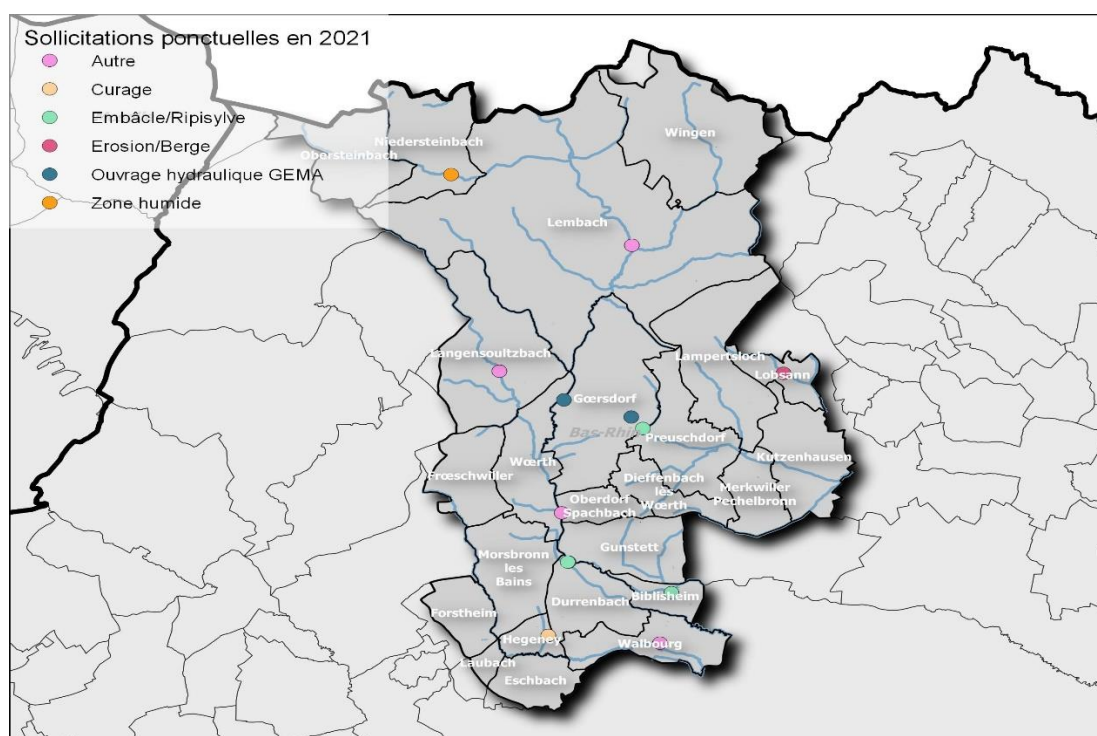 Sollicitations ponctuelles en 2021
Autre
Curage
Embâcle/Ripisylve
Erosion/Berge
Ouvrage hydraulique GEMA
Zone humide
Niedersteinbach
Obersteinbach
Wingen
Lembach
Langensoultzbach
Lampertsloch
Lobsann
Gœrsdorf
Bas-Rhin
Preuschdorf
Kutzenhausen
Frœschwiller
Wœrth
Dieffenbach
les
Wœrth
Merkwiller
Pechelbronn
Oberdorf
Spachbach
Gunstett
Morsbronn
les
Bains
Durrenbach
Biblisheim
Forstheim
Hegeney
Walbourg
Laubach
Eschbach